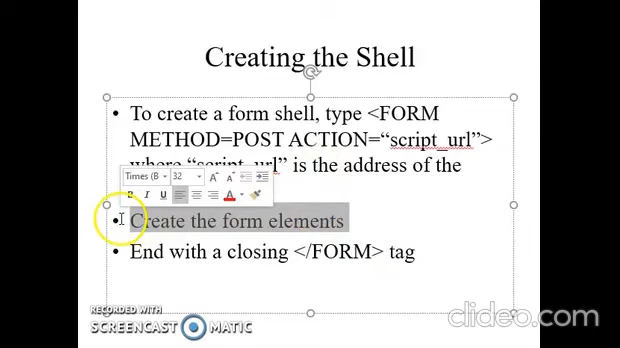 Creating the Shell
• To create a form shell, type <FORM
METHOD=POST ACTION=“script_url”>
where “script_url” is the address of the
Times (B 32 A A
B I U A
• Create the form elements
• End with a closing </FORM> tag
RECORDED WITH
SCREENCAST MATIC
clideo.com